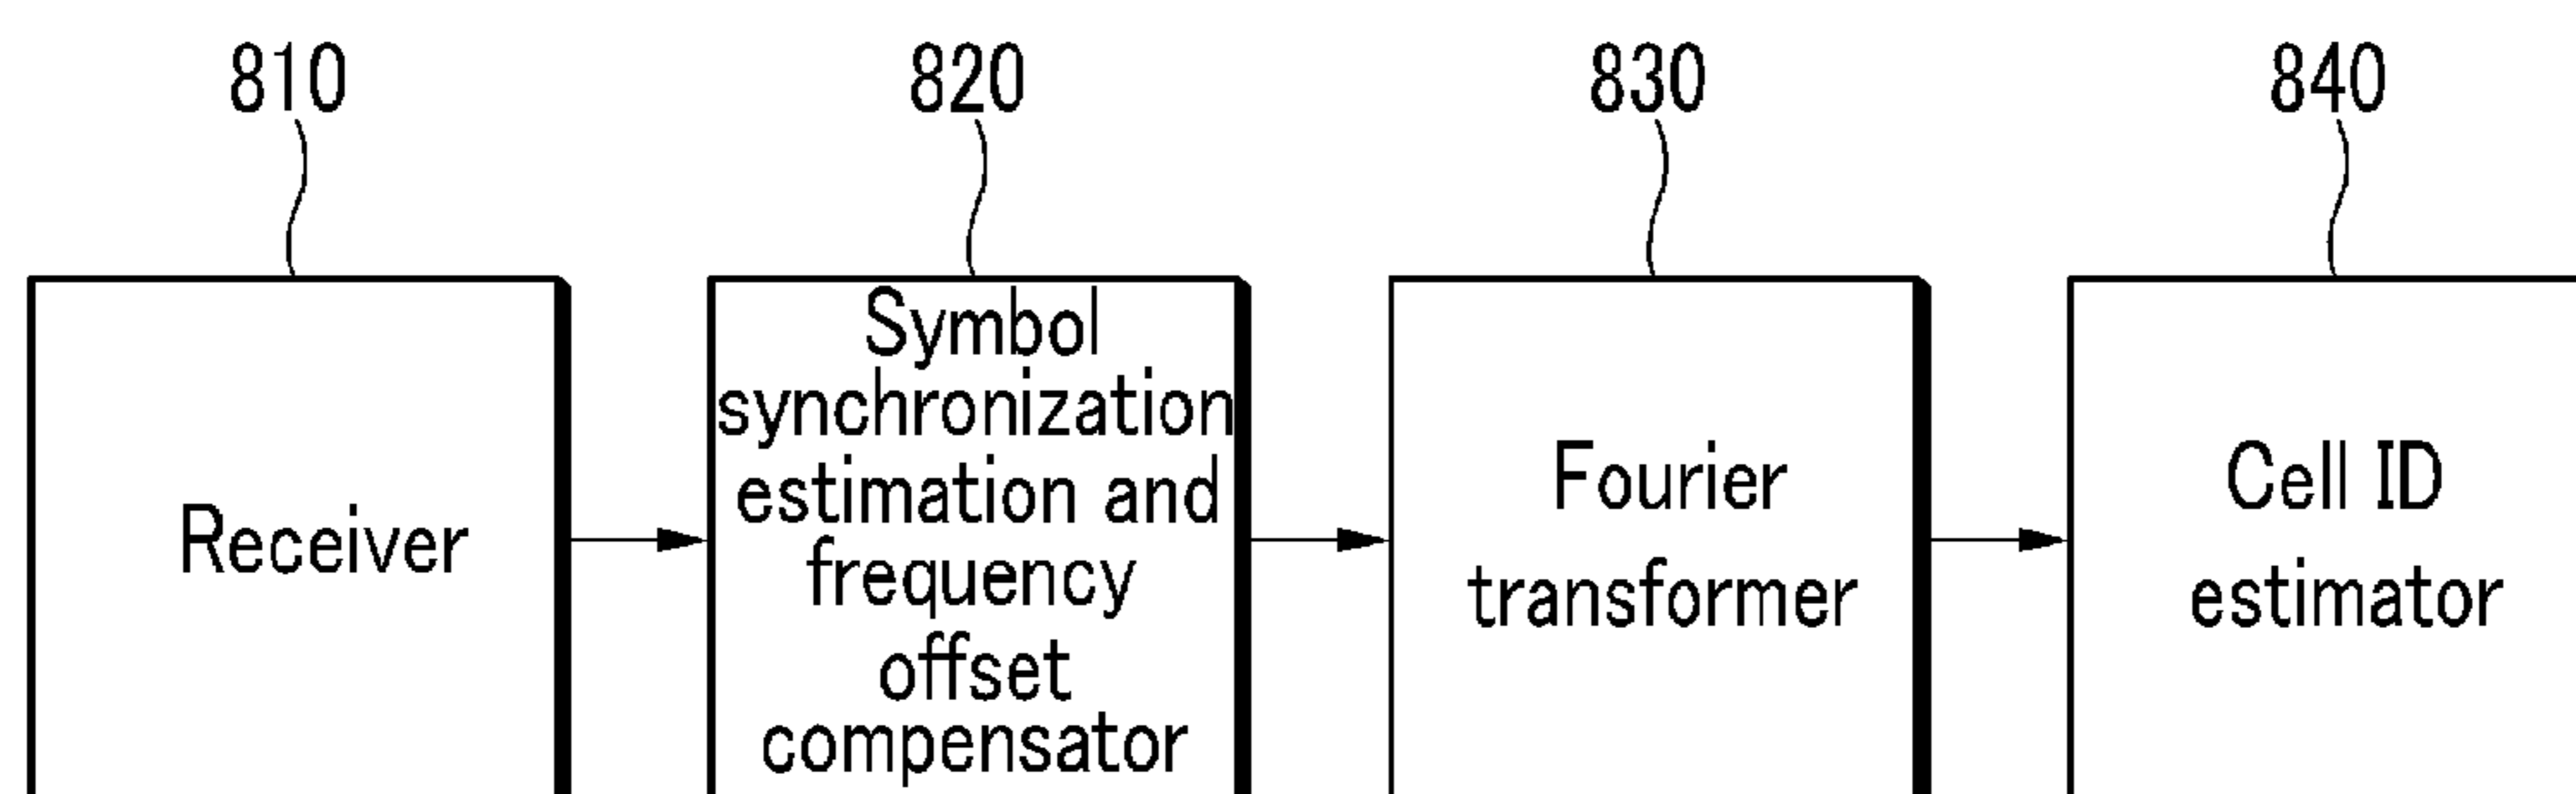 810
820
830
840
Receiver
Symbol
synchronization
estimation and
frequency
offset
compensator
Fourier
transformer
Cell ID
estimator